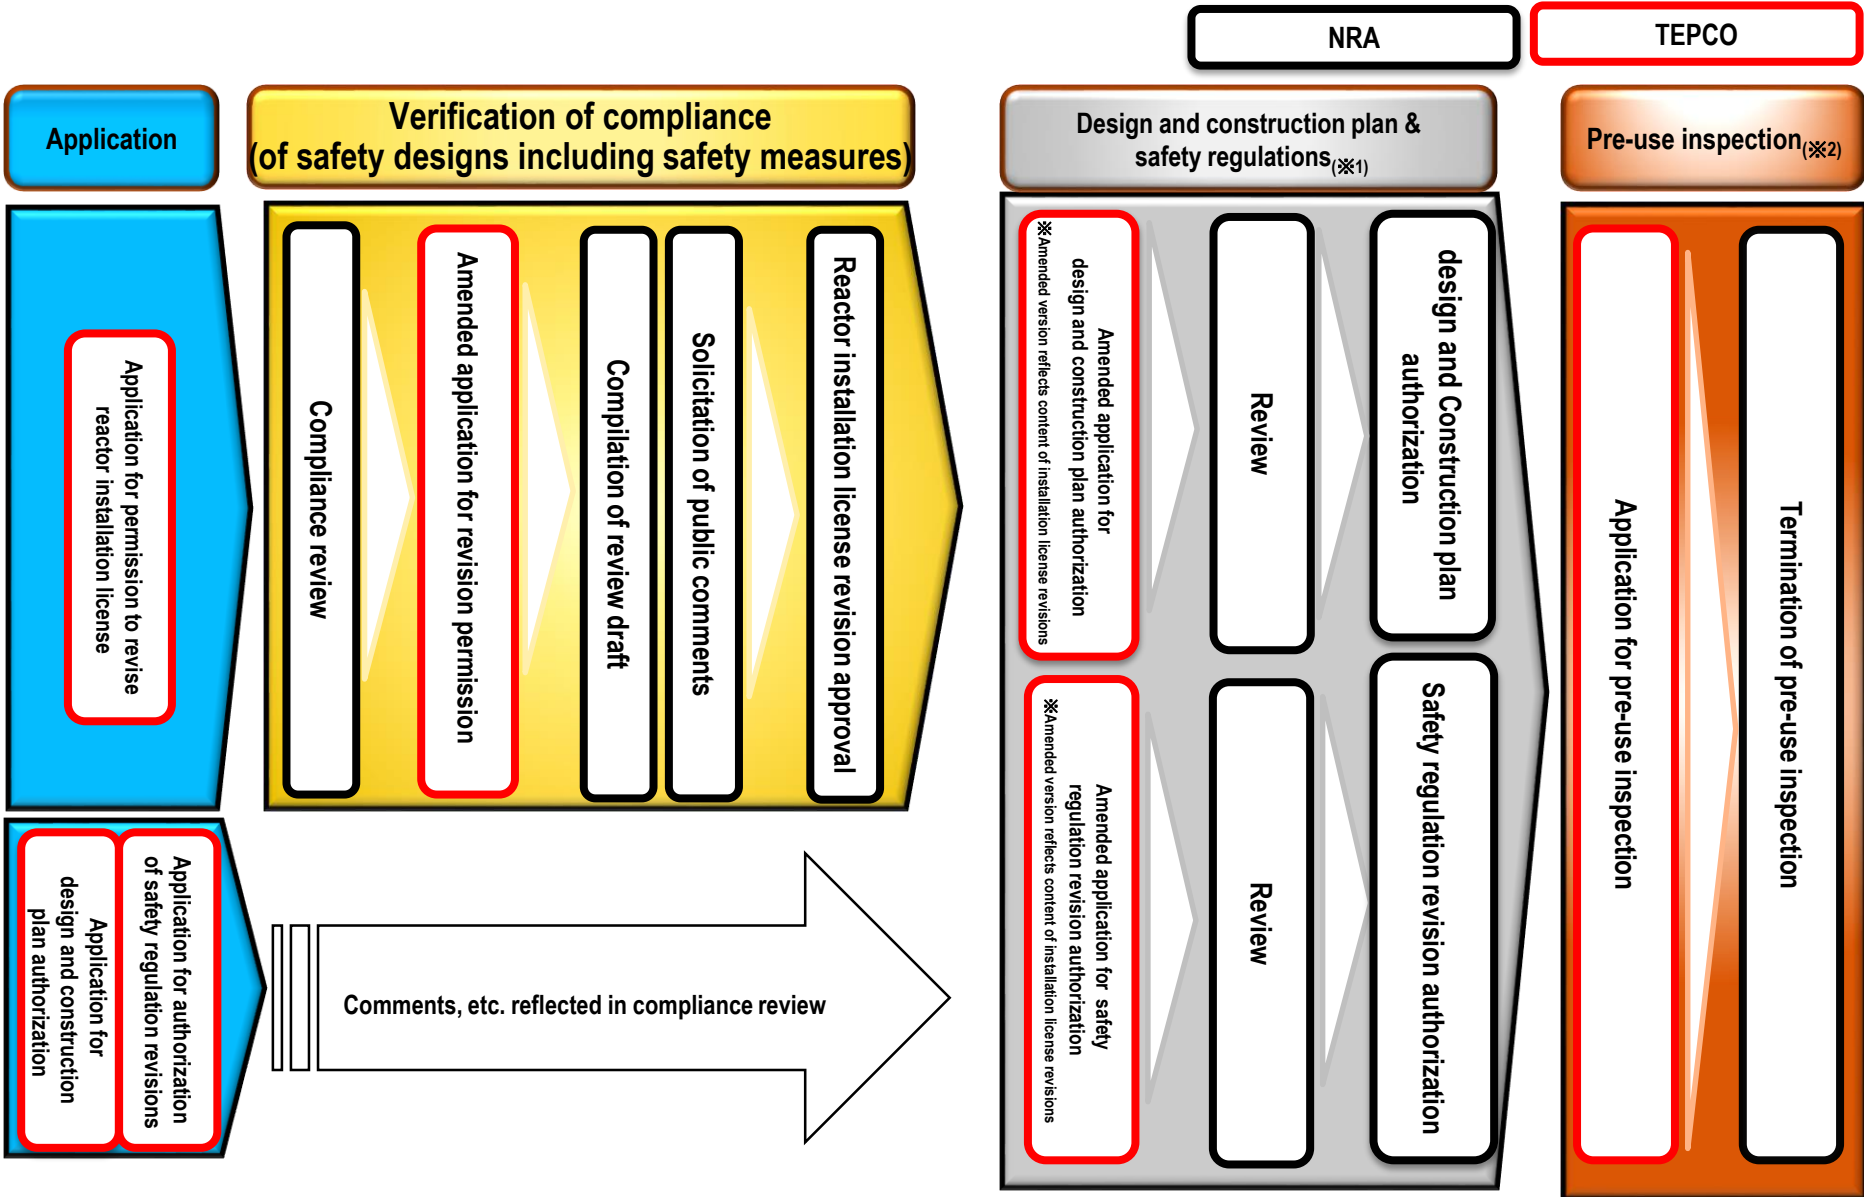 NRA
TEPCO
Application
Verification of compliance
(of safety designs including safety measures)
Design and construction plan &
safety regulations(※1)
Pre-use inspection(※2)
Application for permission to revise
reactor installation license
Compliance review
Amended application for revision permission
Compilation of review draft
Solicitation of public comments
Reactor installation license revision approval
Amended application for
design and construction plan authorization
※Amended version reflects content of installation license revisions
Review
design and Construction plan
authorization
Amended application for safety
regulation revision authorization
※Amended version reflects content of installation license revisions
Review
Safety regulation revision authorization
Application for pre-use inspection
Termination of pre-use inspection
Application for authorization
of safety regulation revisions
Application for
design and construction
plan authorization
Comments, etc. reflected in compliance review